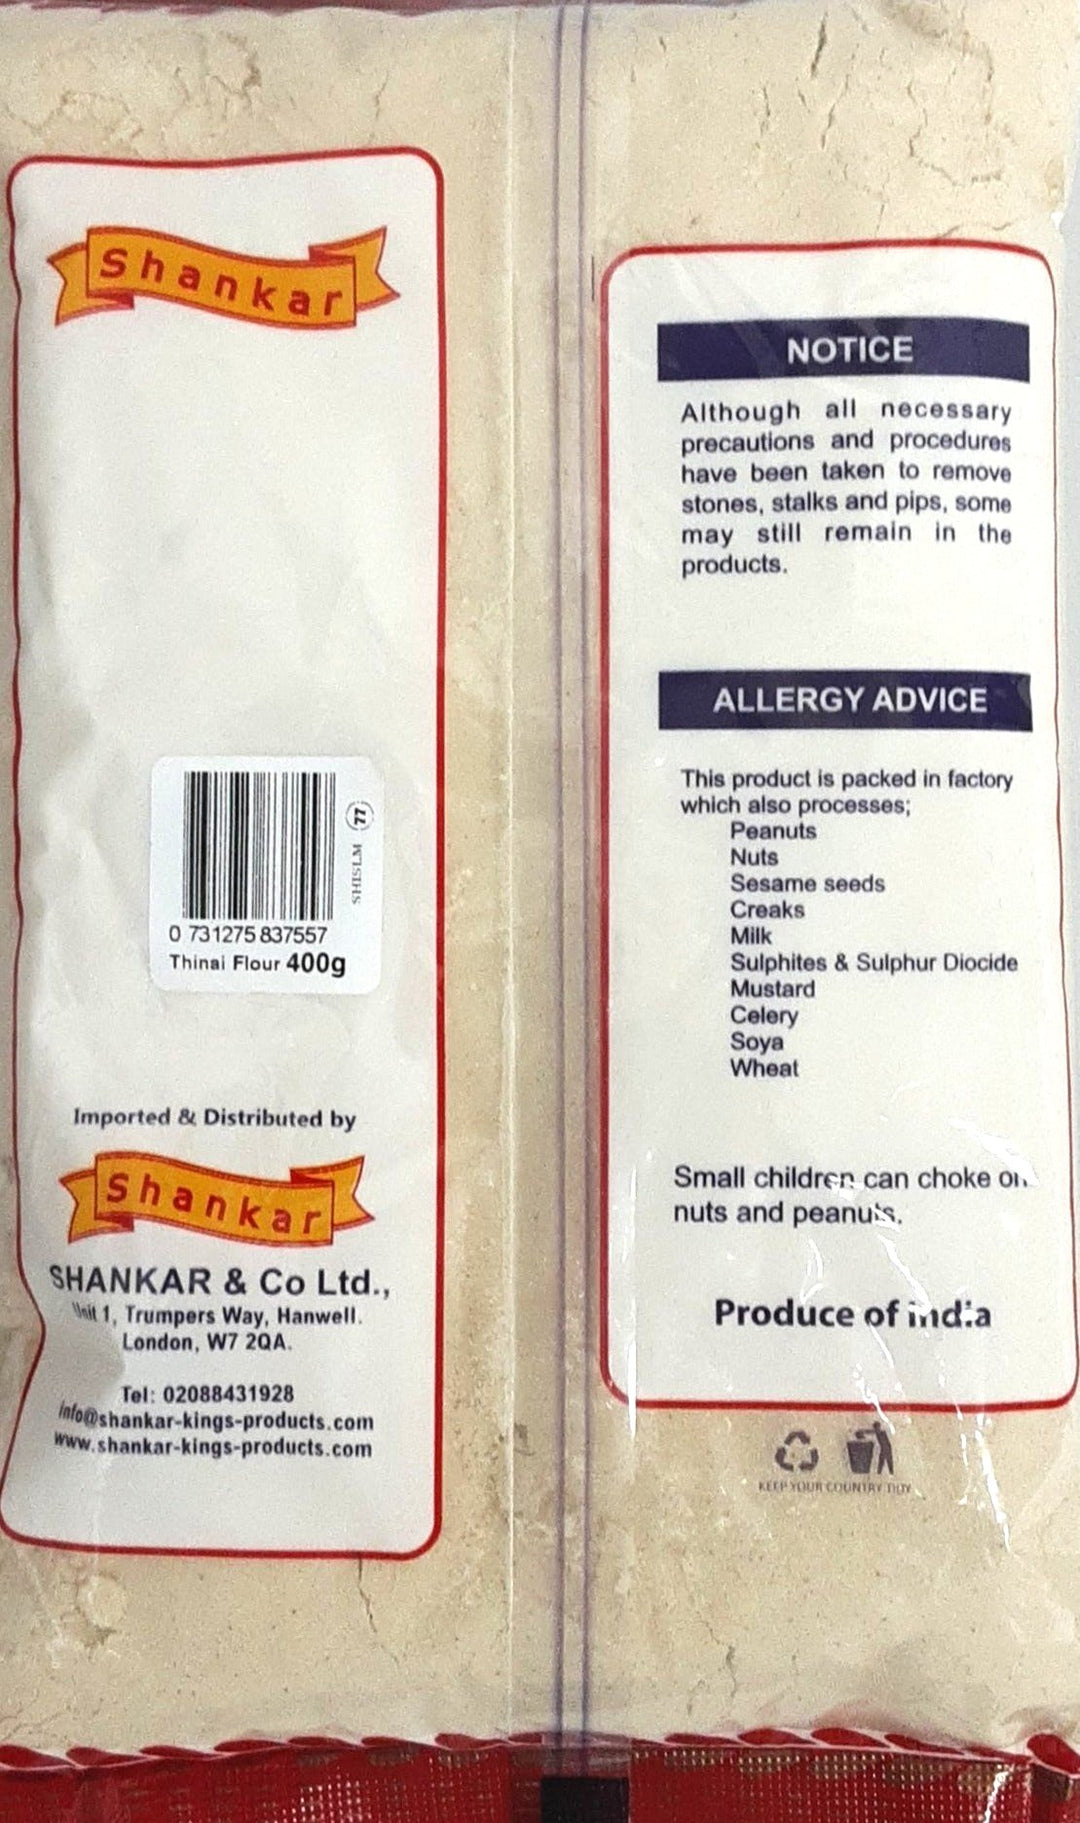 Shankar
0 731275 837557
Thinai Flour 400g
77
SHISLM
Imported & Distributed by
Shankar
SHANKAR & Co Ltd.,
Unit 1, Trumpers Way, Hanwell.
London, W7 2QA.
Tel: 02088431928
info@shankar-kings-products.com
www.shankar-kings-products.com
NOTICE
Although all necessary
precautions and procedures
have been taken to remove
stones, stalks and pips, some
may still remain in the
products.
ALLERGY ADVICE
This product is packed in factory
which also processes;
Peanuts
Nuts
Sesame seeds
Creaks
Milk
Sulphites & Sulphur Diocide
Mustard
Celery
Soya
Wheat
Small children can choke on
nuts and peanuts.
Produce of india
KEEP YOUR COUNTRY TIDY